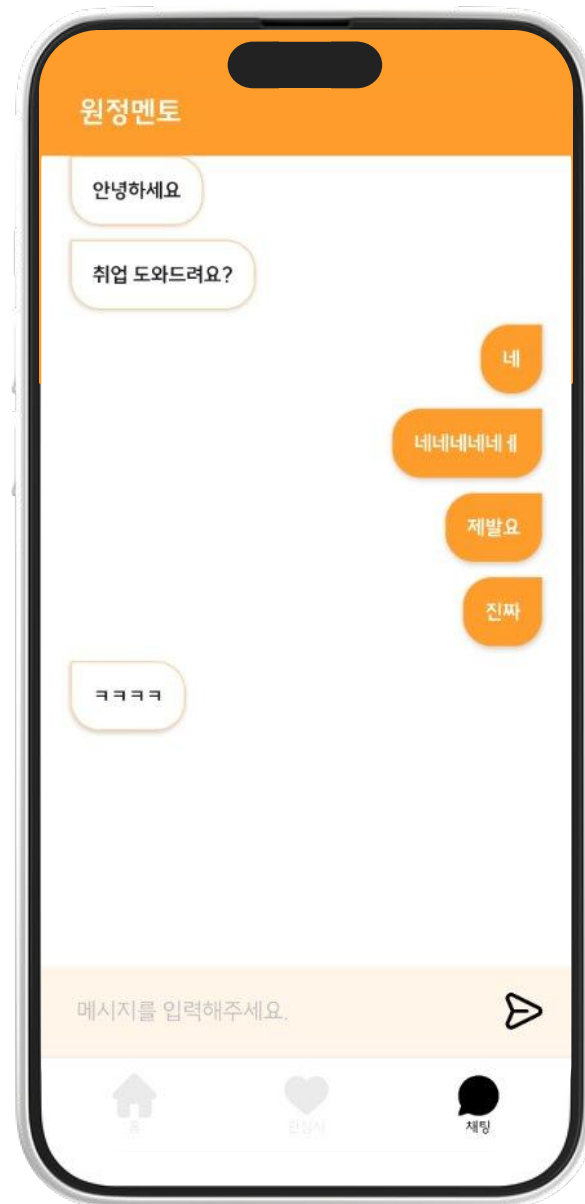 원정멘토
안녕하세요
취업 도와드려요?
네
네네네네네ㅔ
제발요
진짜
ㅋㅋㅋㅋ
메시지를 입력해주세요.
홈
관심사
채팅